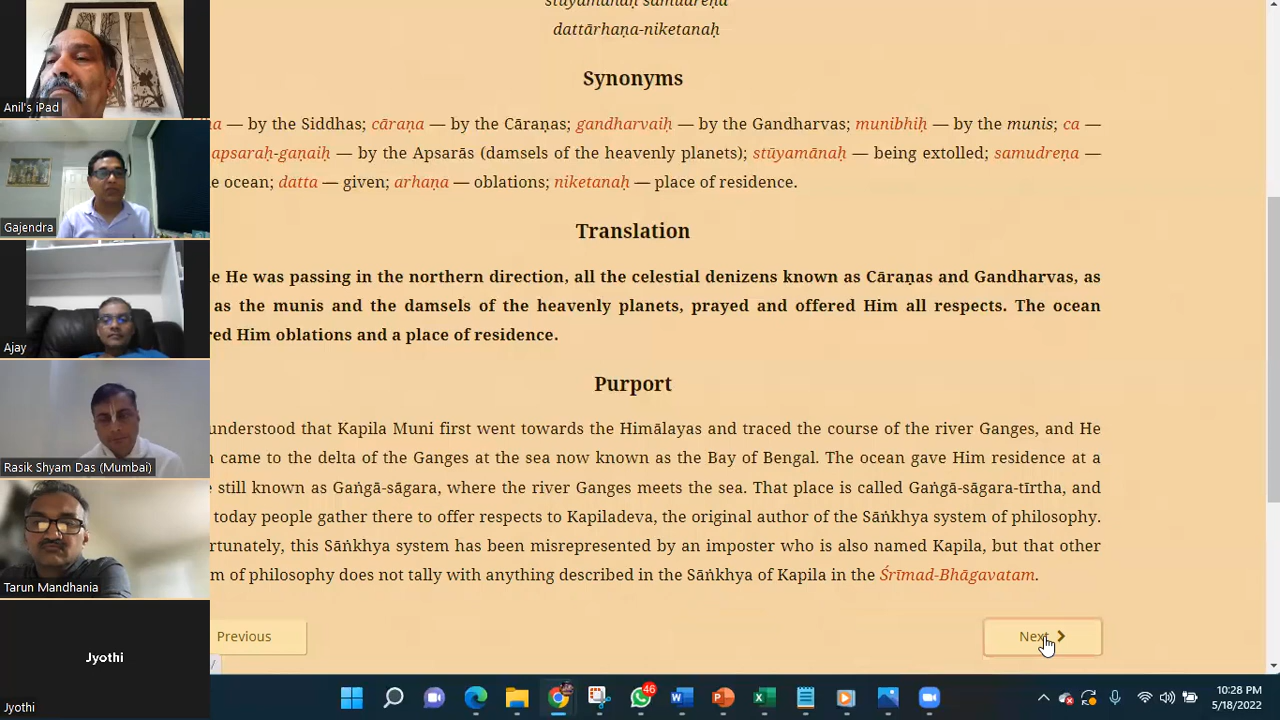 stūyamānaḥ samudreṇa
dattārhaṇa-niketanaḥ
Synonyms
— by the Siddhas; cāraṇa — by the Cāraṇas; gandharvaiḥ — by the Gandharvas; munibhiḥ — by the munis; ca —
apsaraḥ-gaṇaiḥ — by the Apsarās (damsels of the heavenly planets); stūyamānaḥ — being extolled; samudreṇa —
ocean; datta — given; arhaṇa — oblations; niketanaḥ — place of residence.
Translation
He was passing in the northern direction, all the celestial denizens known as Cāraṇas and Gandharvas, as
as the munis and the damsels of the heavenly planets, prayed and offered Him all respects. The ocean
Him oblations and a place of residence.
Purport
understood that Kapila Muni first went towards the Himālayas and traced the course of the river Ganges, and He
came to the delta of the Ganges at the sea now known as the Bay of Bengal. The ocean gave Him residence at a
still known as Gaṅgā-sāgara, where the river Ganges meets the sea. That place is called Gaṅgā-sāgara-tīrtha, and
today people gather there to offer respects to Kapiladeva, the original author of the Sāṅkhya system of philosophy.
this Sāṅkhya system has been misrepresented by an imposter who is also named Kapila, but that other
of philosophy does not tally with anything described in the Sāṅkhya of Kapila in the Śrīmad-Bhāgavatam.
Previous
Next
Anil's iPad
Gajendra
Ajay
Rasik Shyam Das (Mumbai)
Tarun Mandhania
Jyothi
Jyothi
46
10:28 PM
5/18/2022